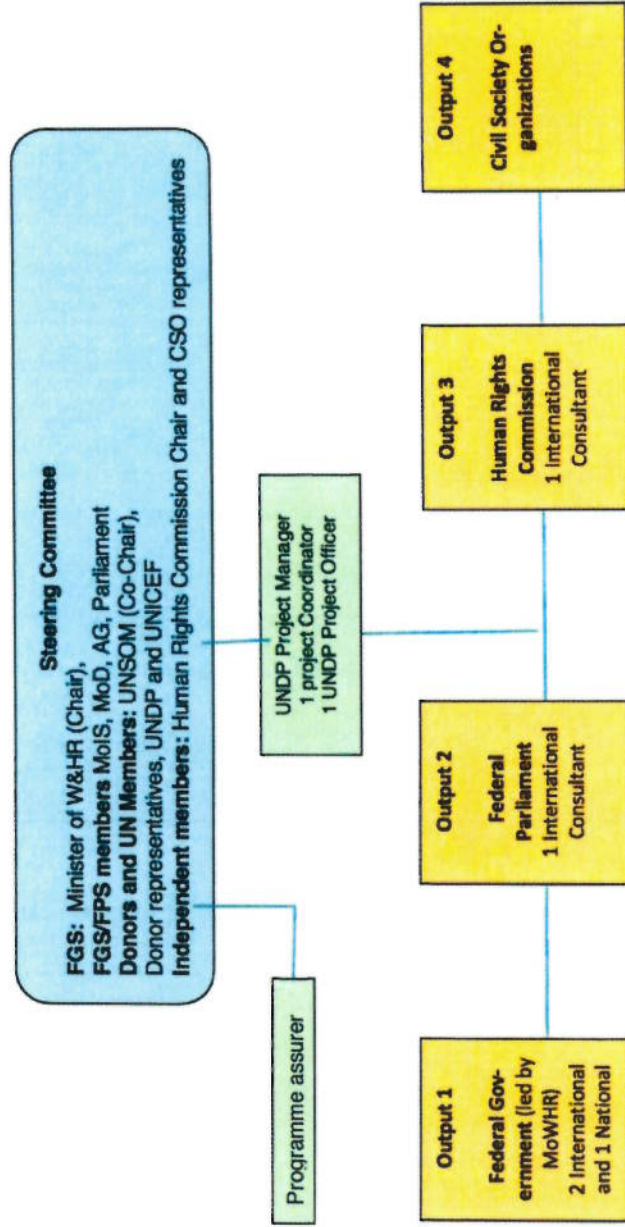 Steering Committee
FGS: Minister of W&HR (Chair),
FGS/FPS members MoIS, MoD, AG, Parliament
Donors and UN Members: UNSOM (Co-Chair),
Donor representatives, UNDP and UNICEF
Independent members: Human Rights Commission Chair and CSO representatives
Programme assurer
UNDP Project Manager
1 project Coordinator
1 UNDP Project Officer
Output 1
Federal Gov-
ernment (led by
MoWHR)
2 International
and 1 National
Output 2
Federal
Parliament
1 International
Consultant
Output 3
Human Rights
Commission
1 International
Consultant
Output 4
Civil Society Or-
ganizations